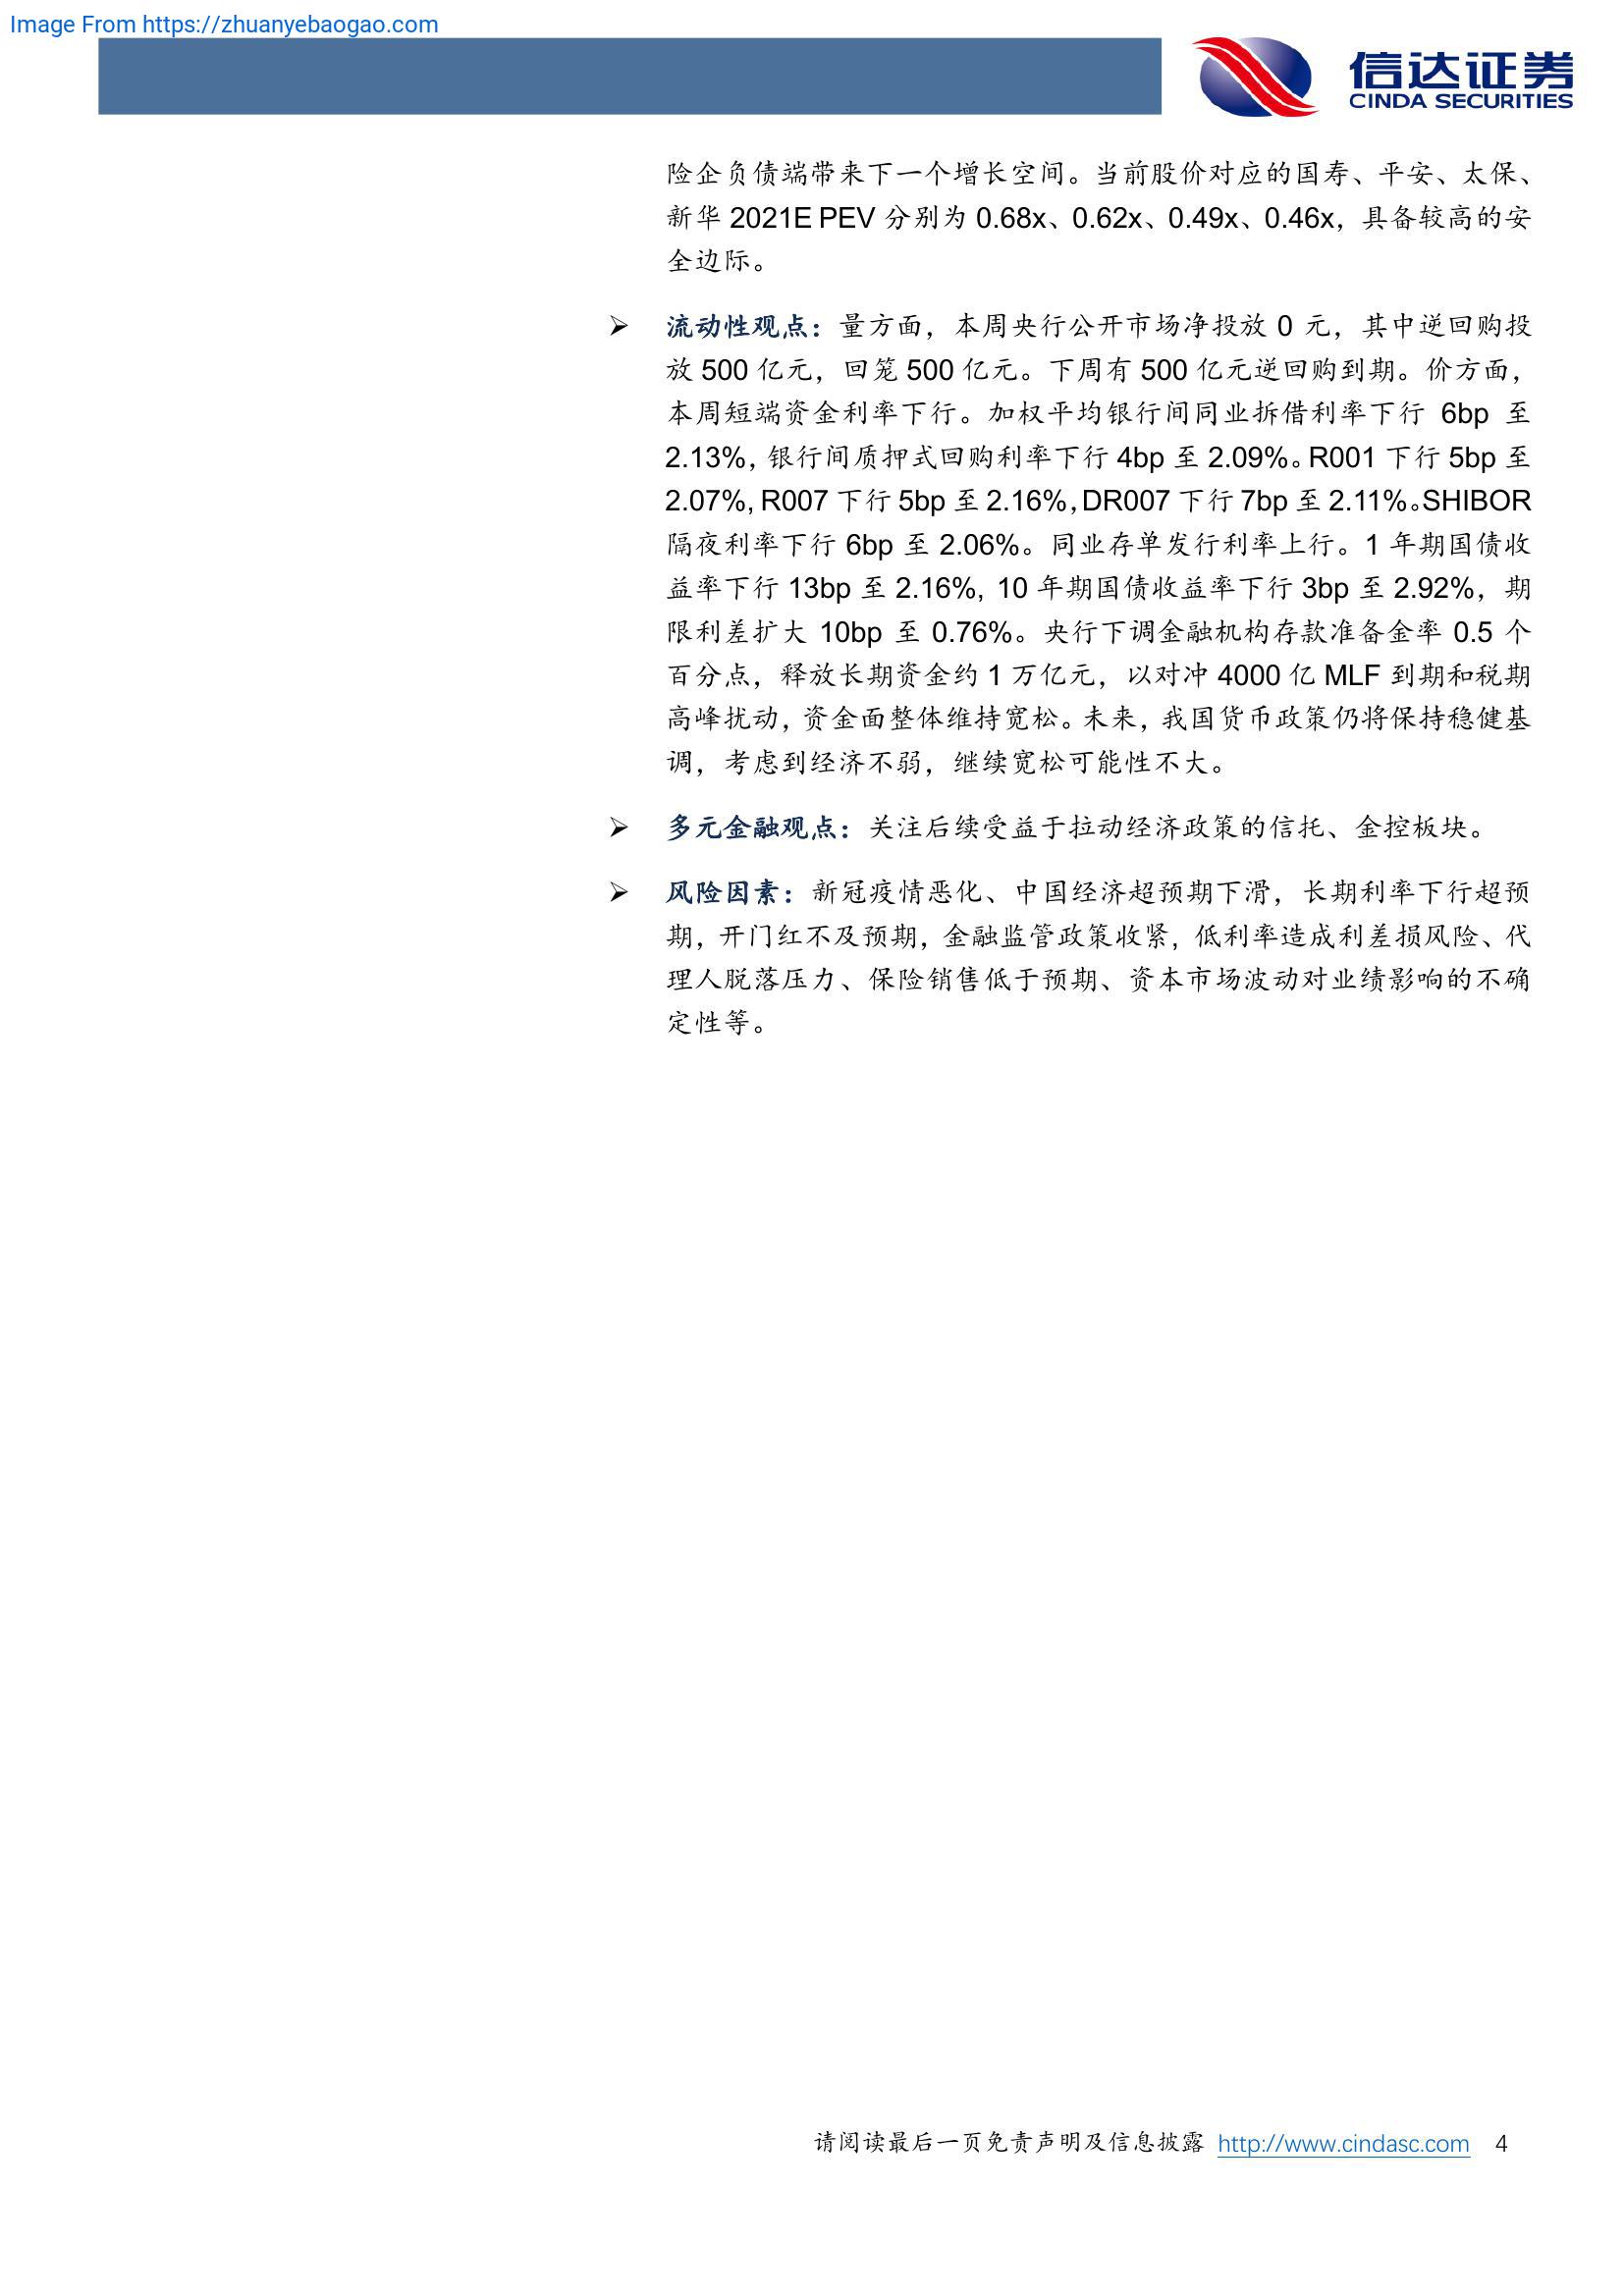 Image From https://zhuanyebaogao.com
信达证券
CINDA SECURITIES
险企负债端带来下一个增长空间。当前股价对应的国寿、平安、太保、
新华 2021E PEV 分别为 0.68x、0.62x、0.49x、0.46x，具备较高的安
全边际。
➢ 流动性观点：量方面，本周央行公开市场净投放 0 元，其中逆回购投
放 500 亿元，回笼 500 亿元。下周有 500 亿元逆回购到期。价方面，
本周短端资金利率下行。加权平均银行间同业拆借利率下行 6bp 至
2.13%，银行间质押式回购利率下行 4bp 至 2.09%。R001 下行 5bp 至
2.07%，R007 下行 5bp 至 2.16%，DR007 下行 7bp 至 2.11%。SHIBOR
隔夜利率下行 6bp 至 2.06%。同业存单发行利率上行。1 年期国债收
益率下行 13bp 至 2.16%，10 年期国债收益率下行 3bp 至 2.92%，期
限利差扩大 10bp 至 0.76%。央行下调金融机构存款准备金率 0.5 个
百分点，释放长期资金约 1 万亿元，以对冲 4000 亿 MLF 到期和税期
高峰扰动，资金面整体维持宽松。未来，我国货币政策仍将保持稳健基
调，考虑到经济不弱，继续宽松可能性不大。
➢ 多元金融观点：关注后续受益于拉动经济政策的信托、金控板块。
➢ 风险因素：新冠疫情恶化、中国经济超预期下滑，长期利率下行超预
期，开门红不及预期，金融监管政策收紧，低利率造成利差损风险、代
理人脱落压力、保险销售低于预期、资本市场波动对业绩影响的不确
定性等。
请阅读最后一页免责声明及信息披露 http://www.cindasc.com 4